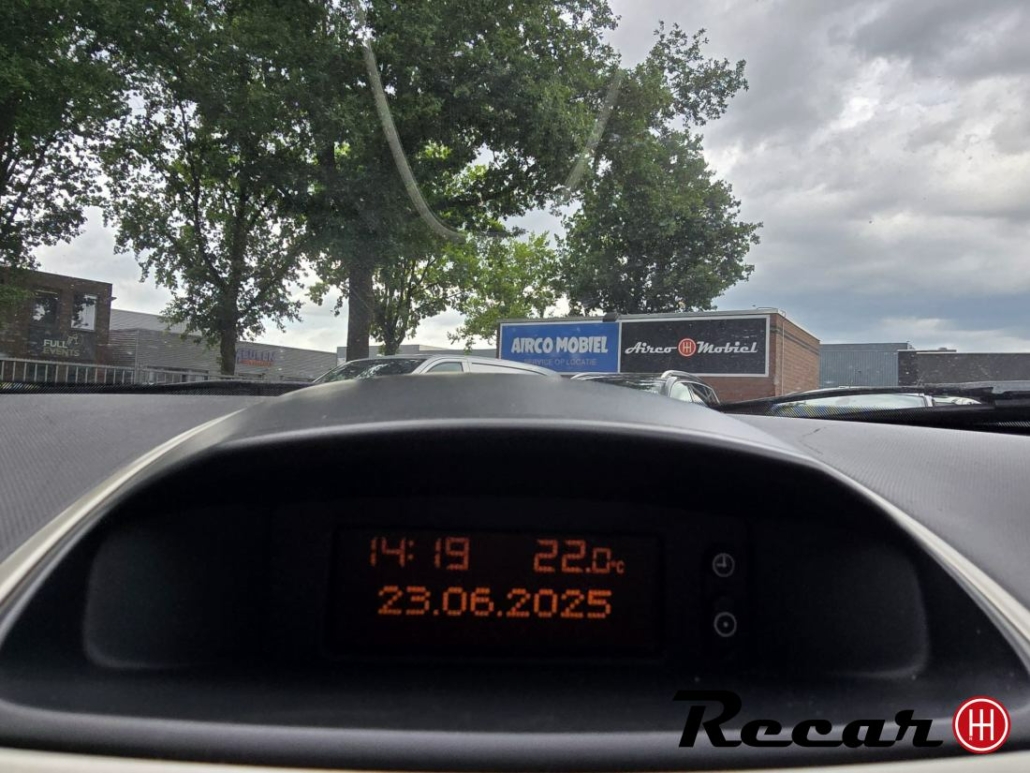 FULL
EVENTS
AIRCO MOBIEL
SERVICE OP LOCATIE
Airco Mobiel
14:19 22.0°C
23.06.2025
Recar